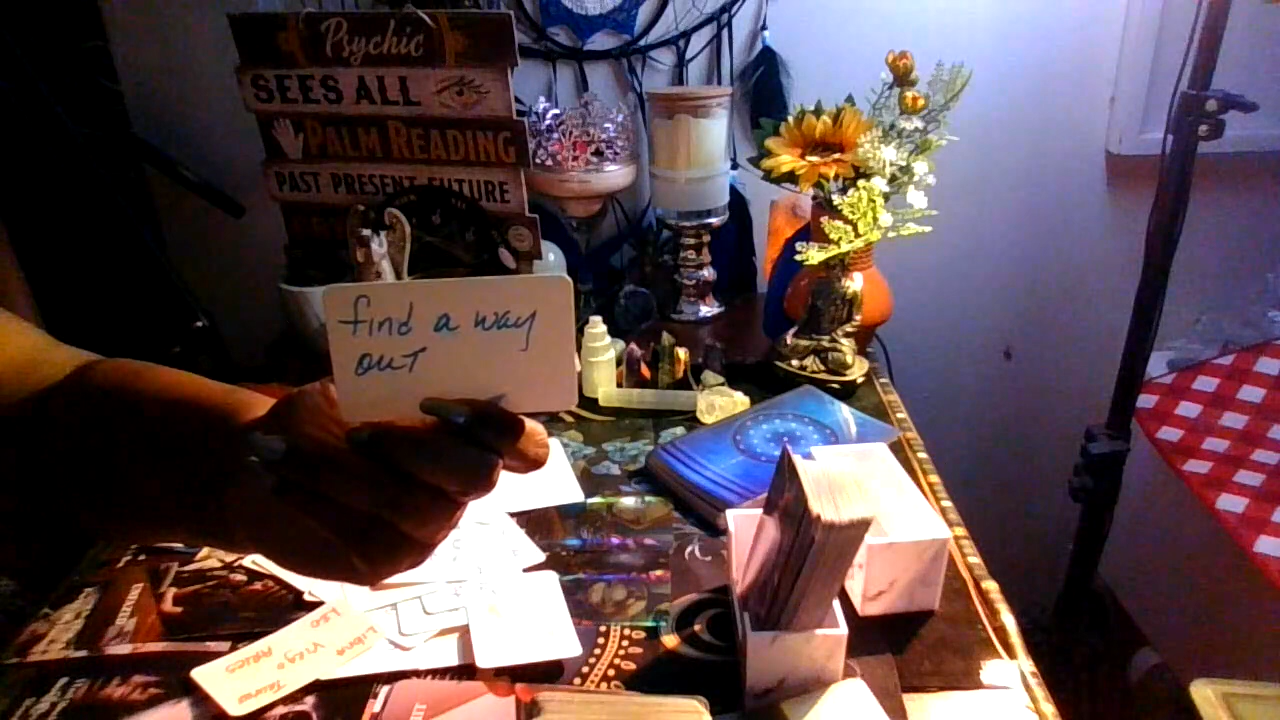 Psychic
SEES ALL
PALM READING
PAST PRESENT FUTURE
find a way
out
LEO
Virgo
Libra
ARIES
Taurus